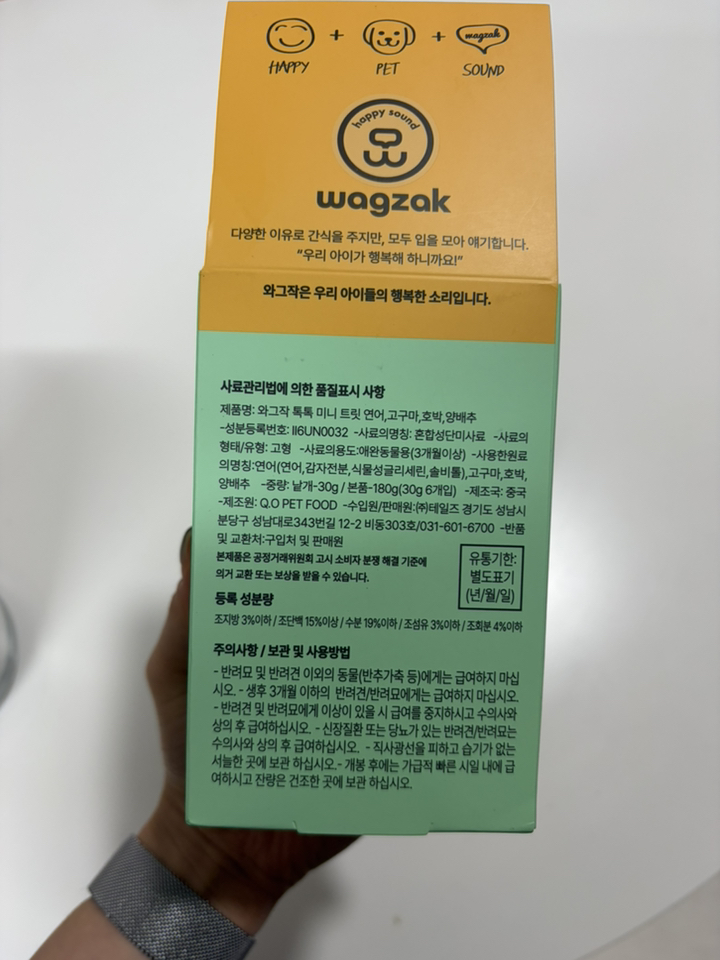 HAPPY + PET + wagzak SOUND
happy sound
wagzak
다양한 이유로 간식을 주지만, 모두 입을 모아 얘기합니다.
“우리 아이가 행복해 하니까요!”
와그작은 우리 아이들의 행복한 소리입니다.
사료관리법에 의한 품질표시 사항
제품명: 와그작 톡톡 미니 트릿 연어,고구마,호박,양배추
-성분등록번호: II6UN0032 -사료의명칭: 혼합성단미사료 -사료의
형태/유형: 고형 -사료의용도:애완동물용(3개월이상) -사용한원료
의명칭:연어(연어,감자전분,식물성글리세린,솔비톨),고구마,호박,
양배추 -중량: 낱개-30g / 본품-180g(30g 6개입) -제조국: 중국
-제조원: Q.O PET FOOD -수입원/판매원:㈜테일즈 경기도 성남시
분당구 성남대로343번길 12-2 비동303호/031-601-6700 -반품
및 교환처:구입처 및 판매원
본제품은 공정거래위원회 고시 소비자 분쟁 해결 기준에
의거 교환 또는 보상을 받을 수 있습니다.
유통기한:
별도표기
(년/월/일)
등록 성분량
조지방 3%이하 / 조단백 15%이상 / 수분 19%이하 / 조섬유 3%이하 / 조회분 4%이하
주의사항 / 보관 및 사용방법
- 반려묘 및 반려견 이외의 동물(반추가축 등)에게는 급여하지 마십
시오. - 생후 3개월 이하의 반려견/반려묘에게는 급여하지 마십시오.
- 반려견 및 반려묘에게 이상이 있을 시 급여를 중지하시고 수의사와
상의 후 급여하십시오. - 신장질환 또는 당뇨가 있는 반려견/반려묘는
수의사와 상의 후 급여하십시오. - 직사광선을 피하고 습기가 없는
서늘한 곳에 보관 하십시오.- 개봉 후에는 가급적 빠른 시일 내에 급
여하시고 잔량은 건조한 곳에 보관 하십시오.